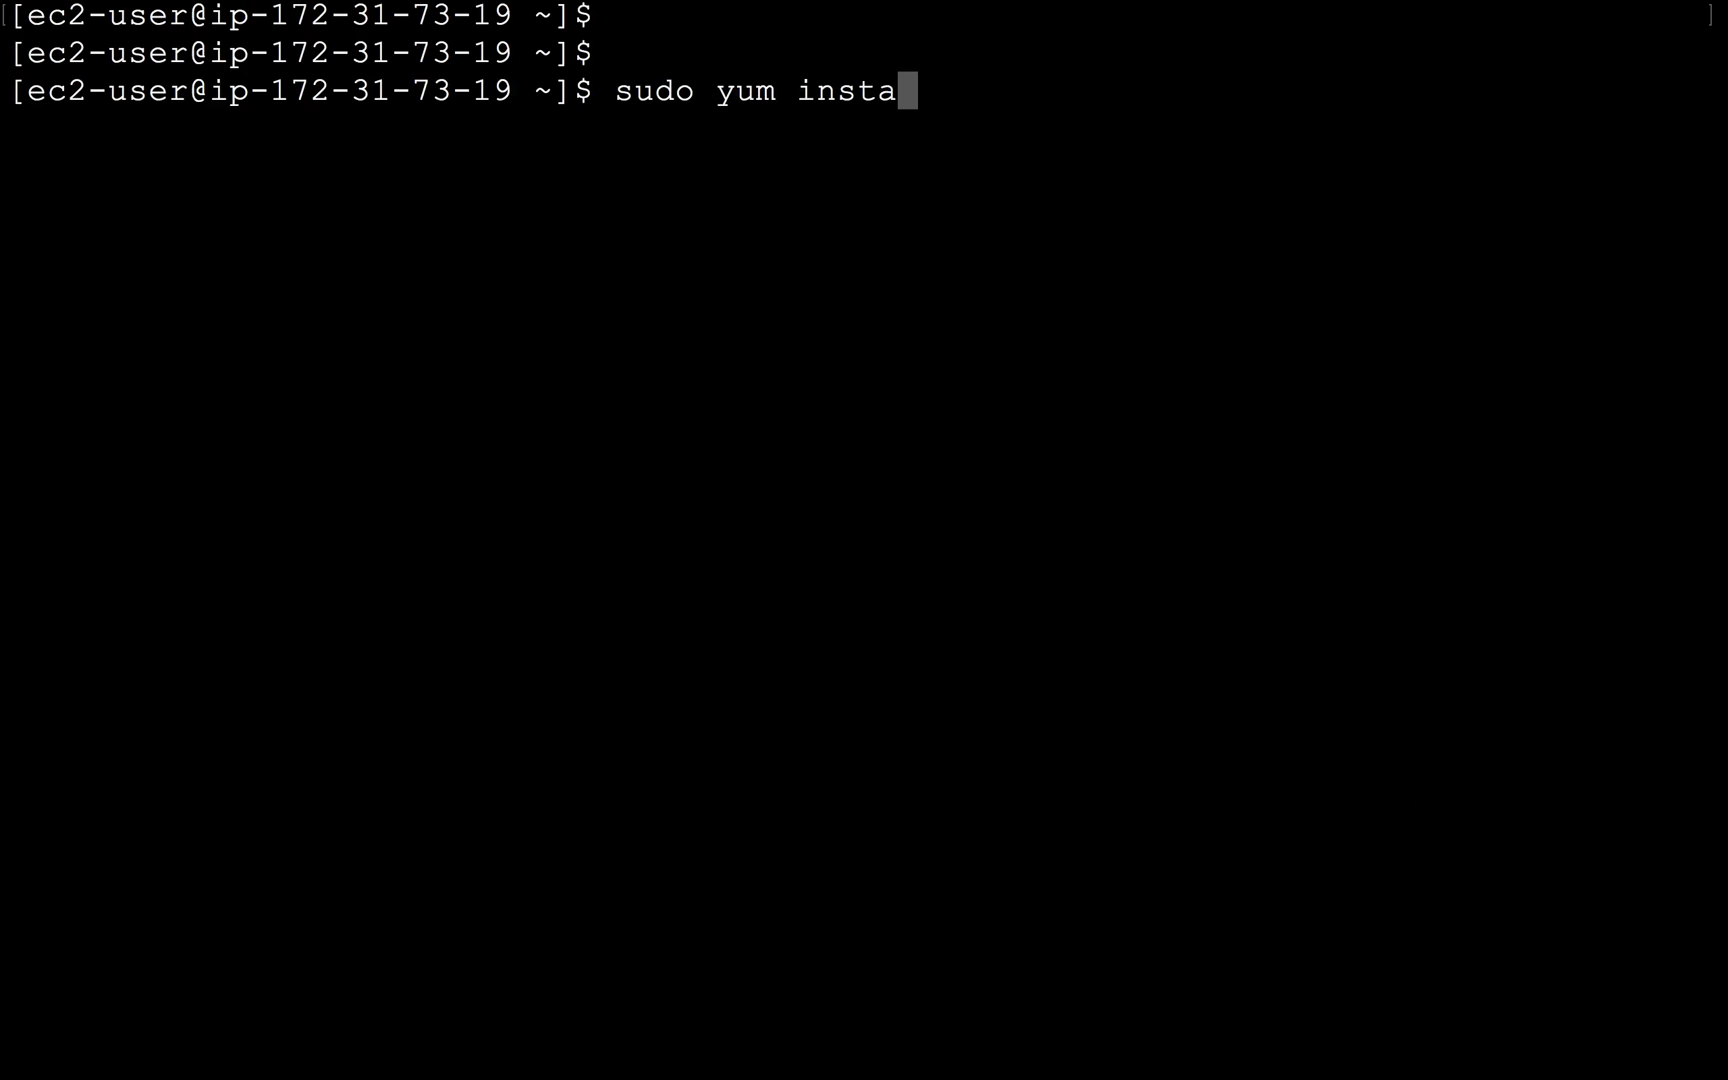 [[ec2-user@ip-172-31-73-19 ~]$ ]
[ec2-user@ip-172-31-73-19 ~]$
[ec2-user@ip-172-31-73-19 ~]$ sudo yum insta